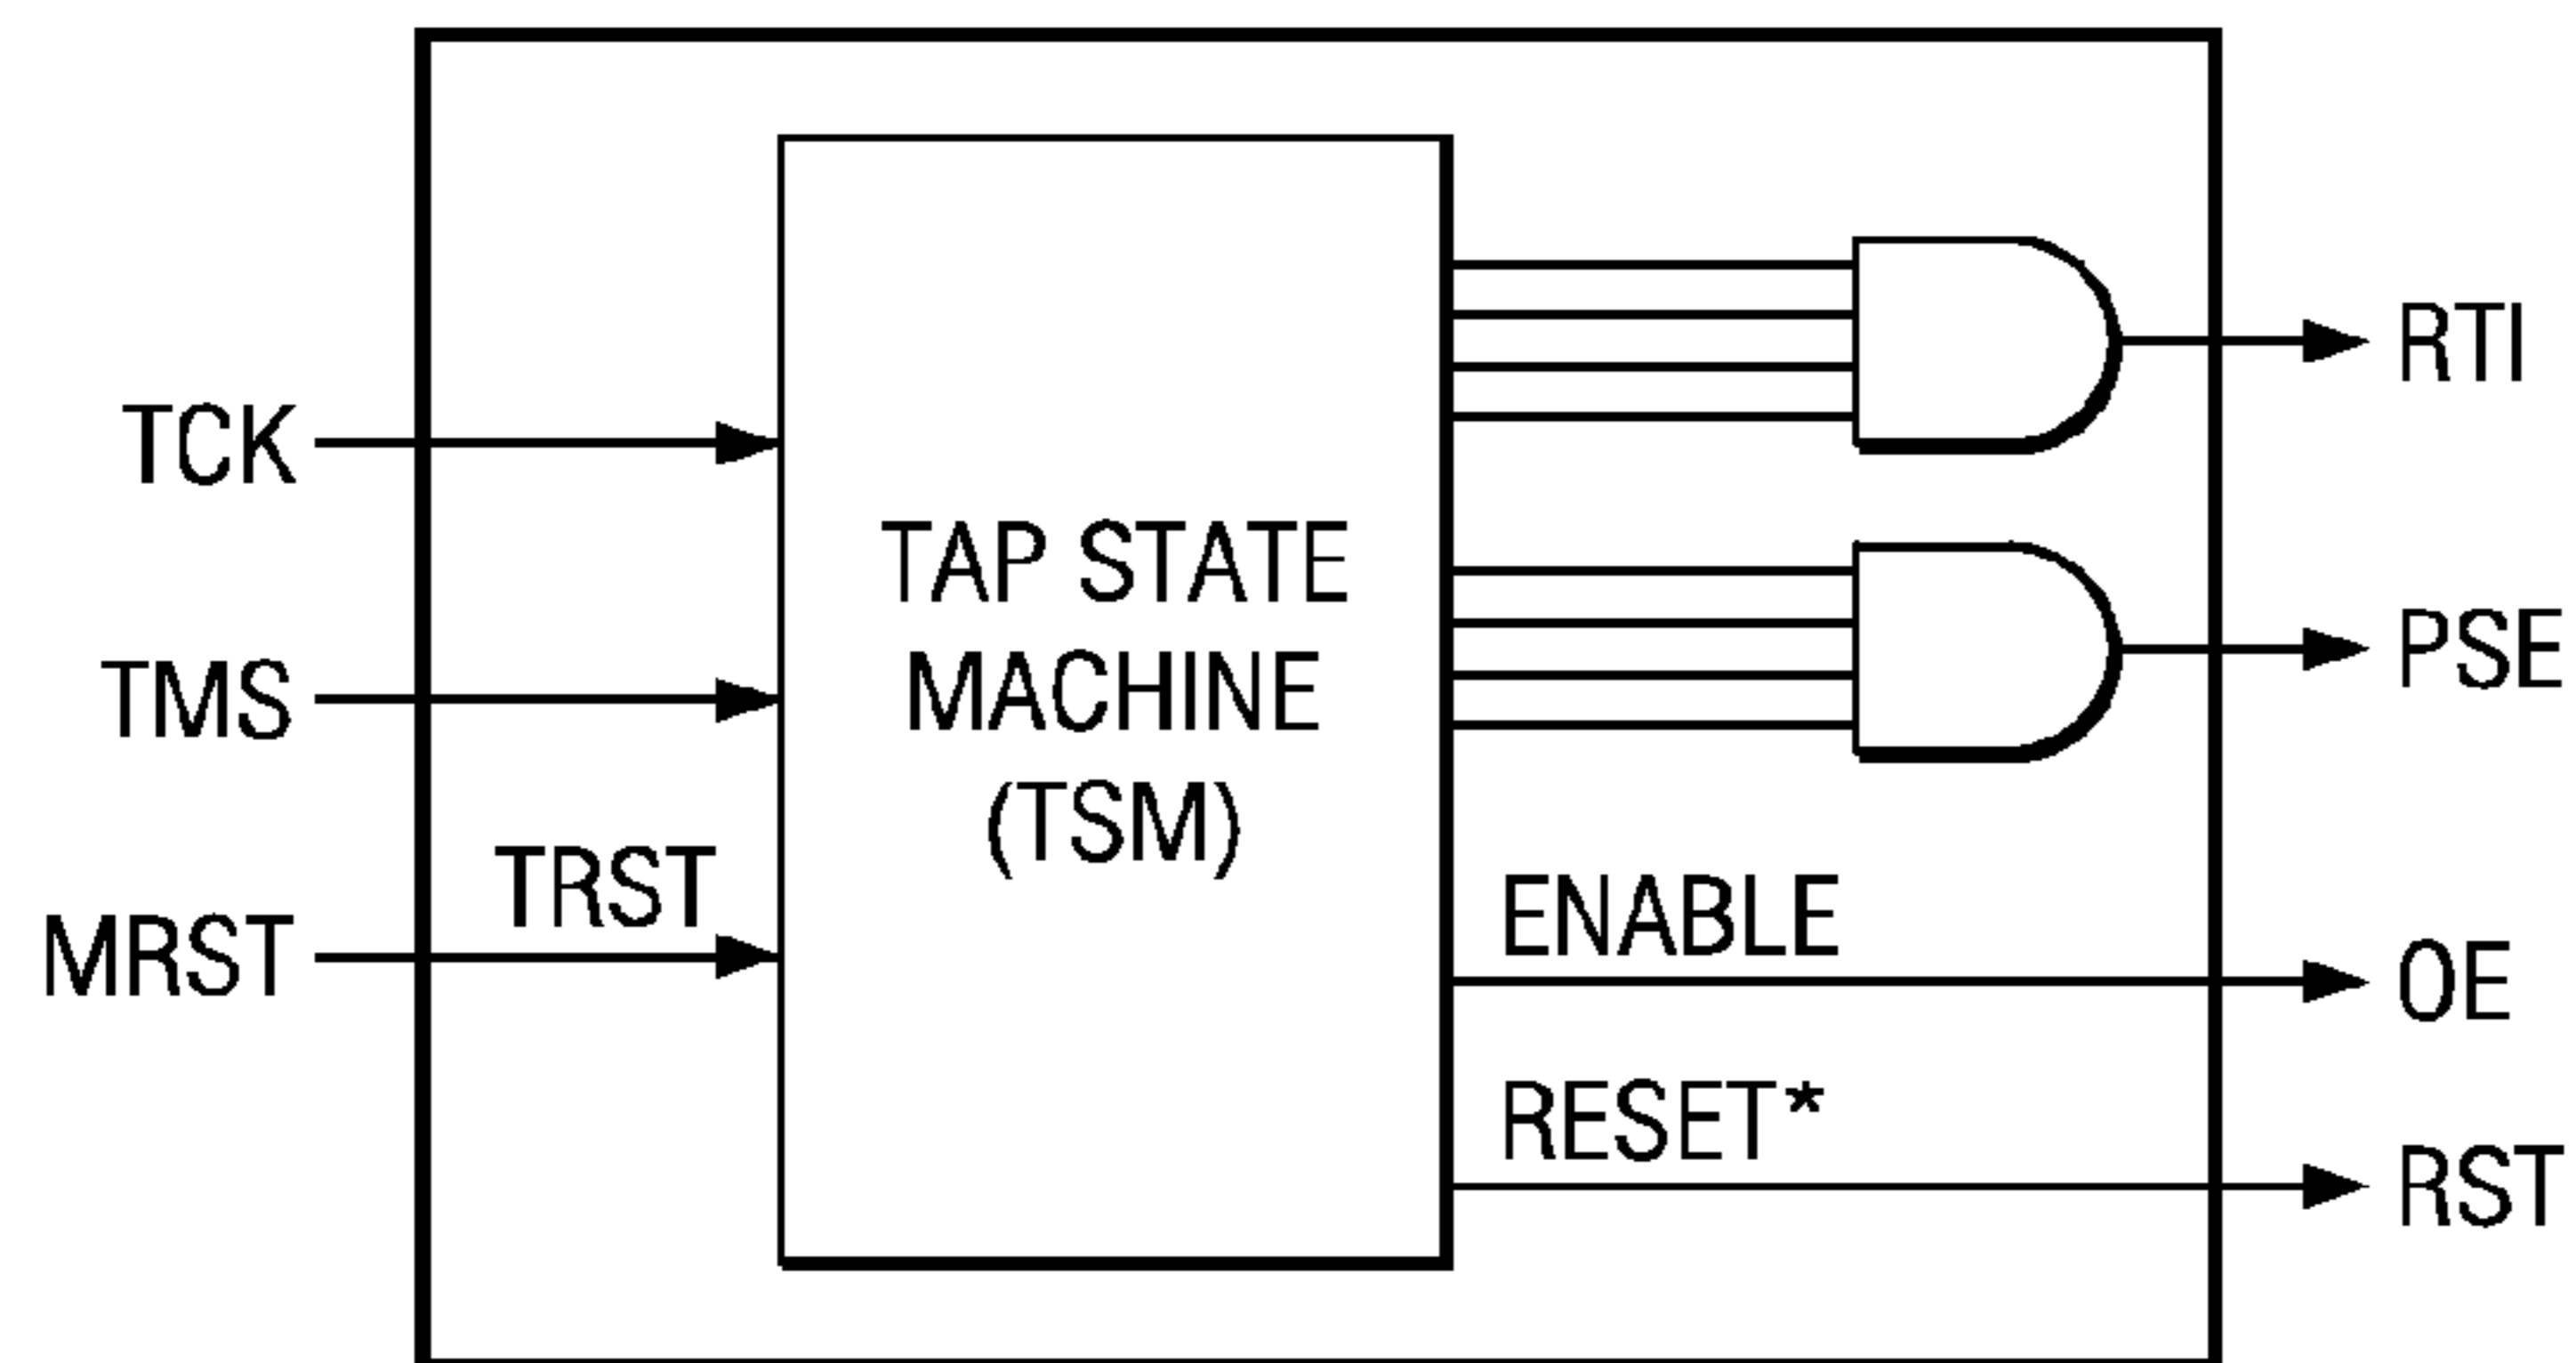 TCK
TMS
MRST
TRST
TAP STATE
MACHINE
(TSM)
ENABLE
RESET*
RTI
PSE
OE
RST